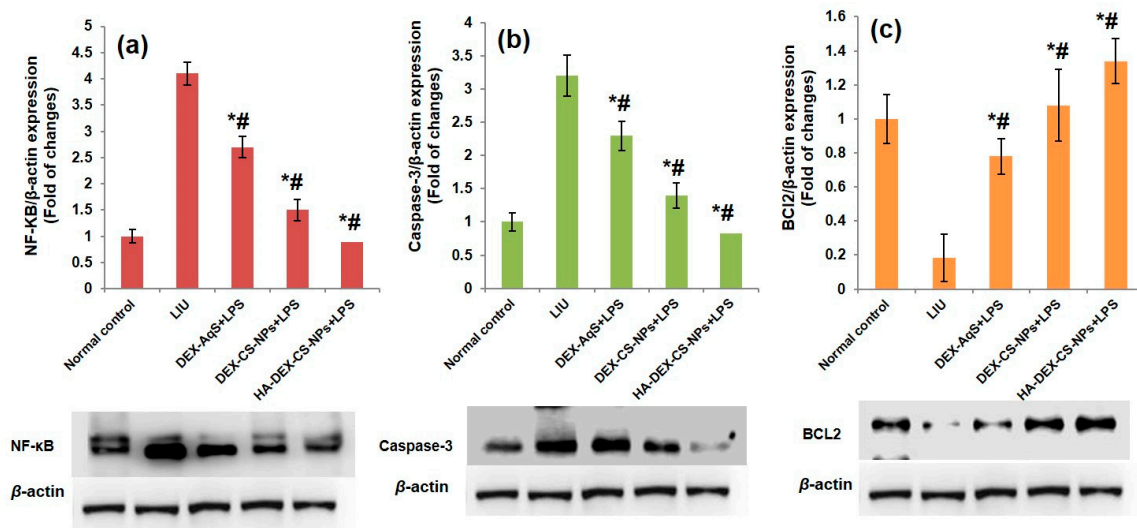 (a)
NF-KB/β-actin expression
(Fold of changes)
5
4.5
4
3.5
3
2.5
2
1.5
1
0.5
0
*#
*#
*#
Normal control
LIU
DEX-AqS+LPS
DEX-CS-NPs+LPS
HA-DEX-CS-NPs+LPS
NF-κB
β-actin
(b)
Caspase-3/β-actin expression
(Fold of changes)
4
3.5
3
2.5
2
1.5
1
0.5
0
*#
*#
*#
Normal control
LIU
DEX-AqS+LPS
DEX-CS-NPs+LPS
HA-DEX-CS-NPs+LPS
Caspase-3
β-actin
(c)
BCl2/β-actin expression
(Fold of changes)
1.6
1.4
1.2
1
0.8
0.6
0.4
0.2
0
*#
*#
*#
Normal control
LIU
DEX-AqS+LPS
DEX-CS-NPs+LPS
HA-DEX-CS-NPs+LPS
BCL2
β-actin